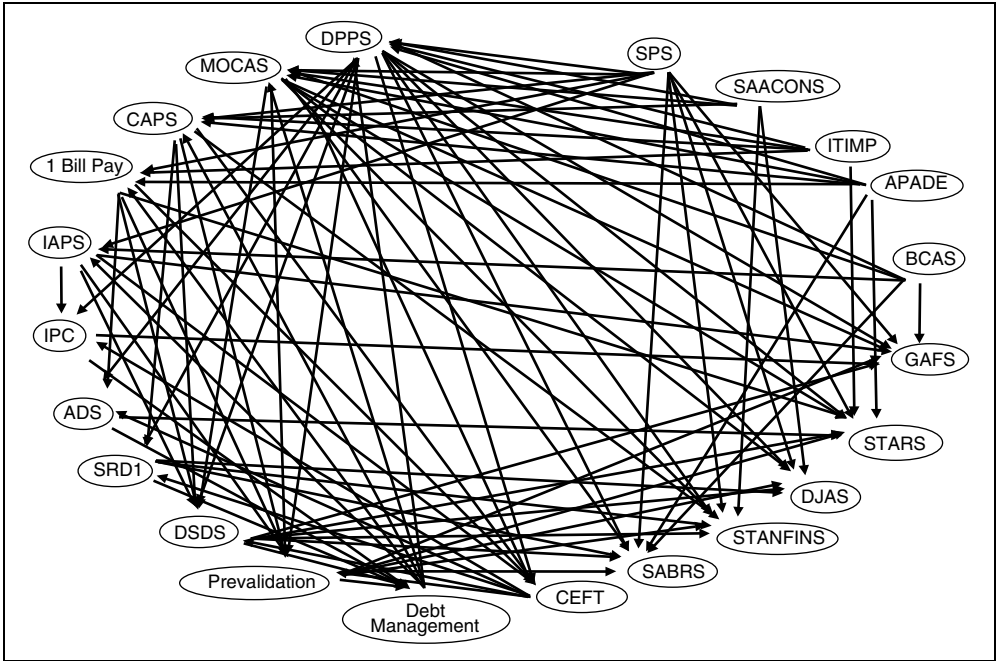 DPPS
SPS
MOCAS
SAACONS
CAPS
ITIMP
1 Bill Pay
APADE
IAPS
BCAS
IPC
GAFS
ADS
STARS
SRD1
DJAS
DSDS
STANFINS
Prevalidation
SABRS
CEFT
Debt
Management